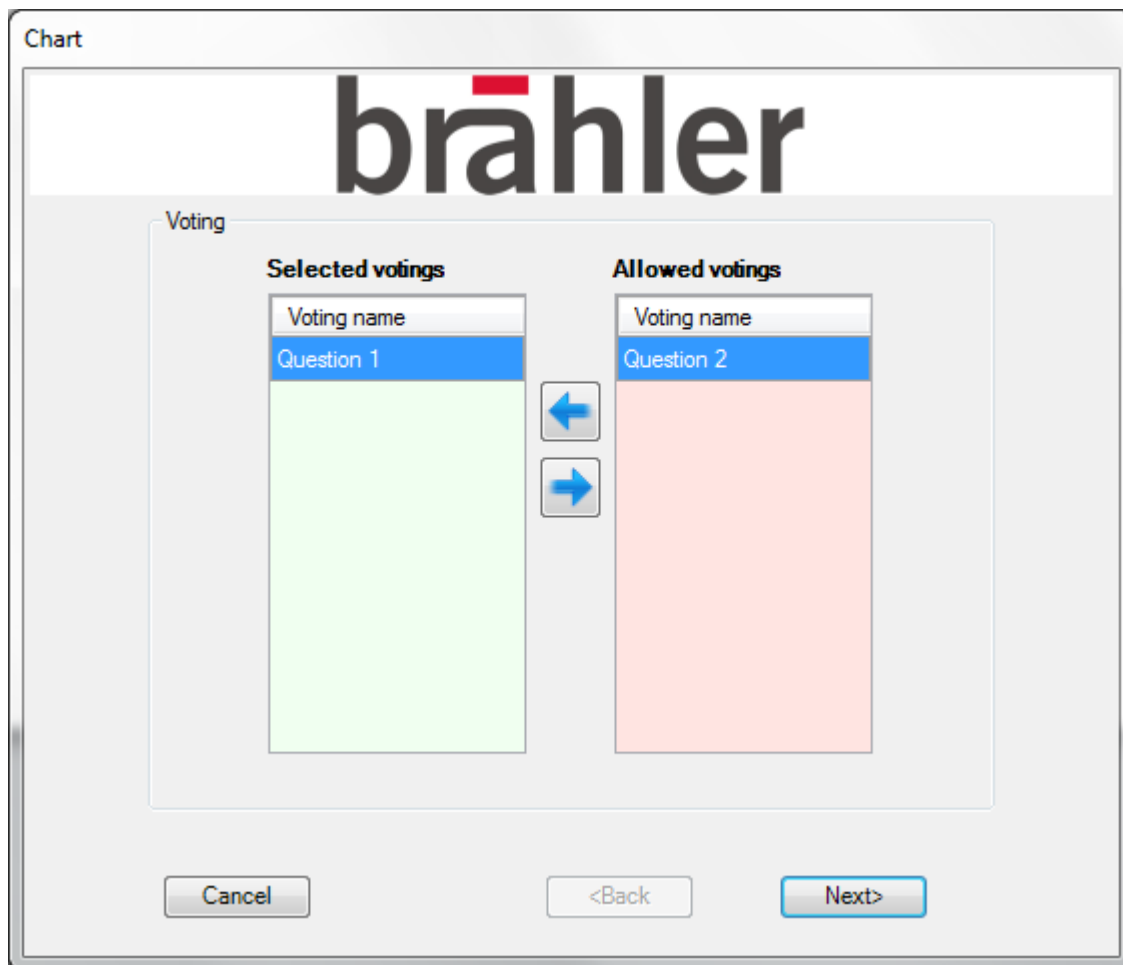 Chart
brähler
Voting
Selected votings
Allowed votings
Voting name
Voting name
Question 1
Question 2
Cancel
<Back
Next>